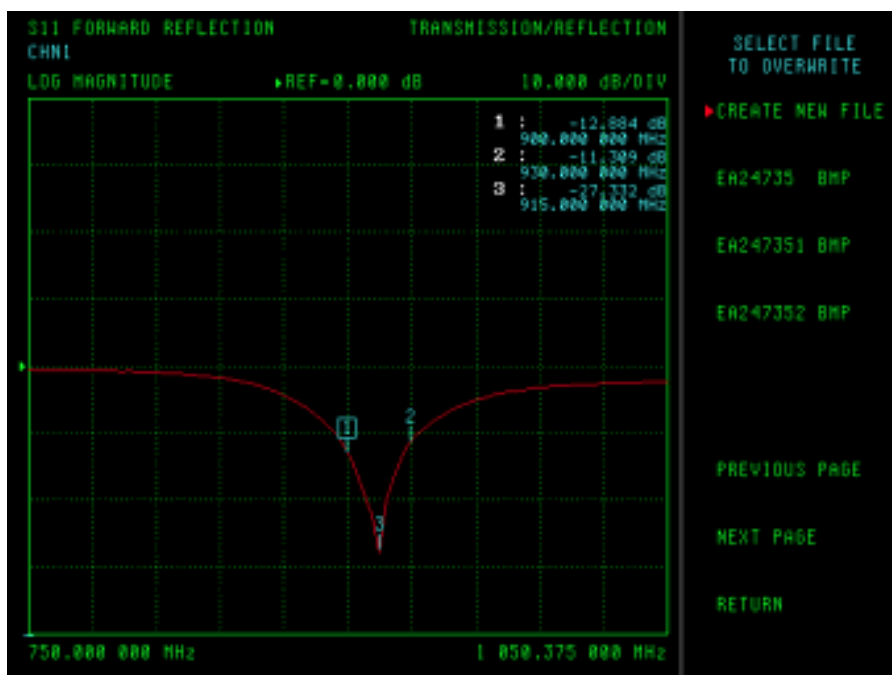 S11 FORWARD REFLECTION
TRANSMISSION/REFLECTION
CHN1
LOG MAGNITUDE
▶REF=0.000 dB
10.000 dB/DIV
1 : -12.884 dB
900.000 000 MHz
2 : -11.309 dB
930.000 000 MHz
3 : -27.332 dB
915.000 000 MHz
1
2
3
750.000 000 MHz
1 050.375 000 MHz
SELECT FILE
TO OVERWRITE
CREATE NEW FILE
EA24735 BMP
EA247351 BMP
EA247352 BMP
PREVIOUS PAGE
NEXT PAGE
RETURN